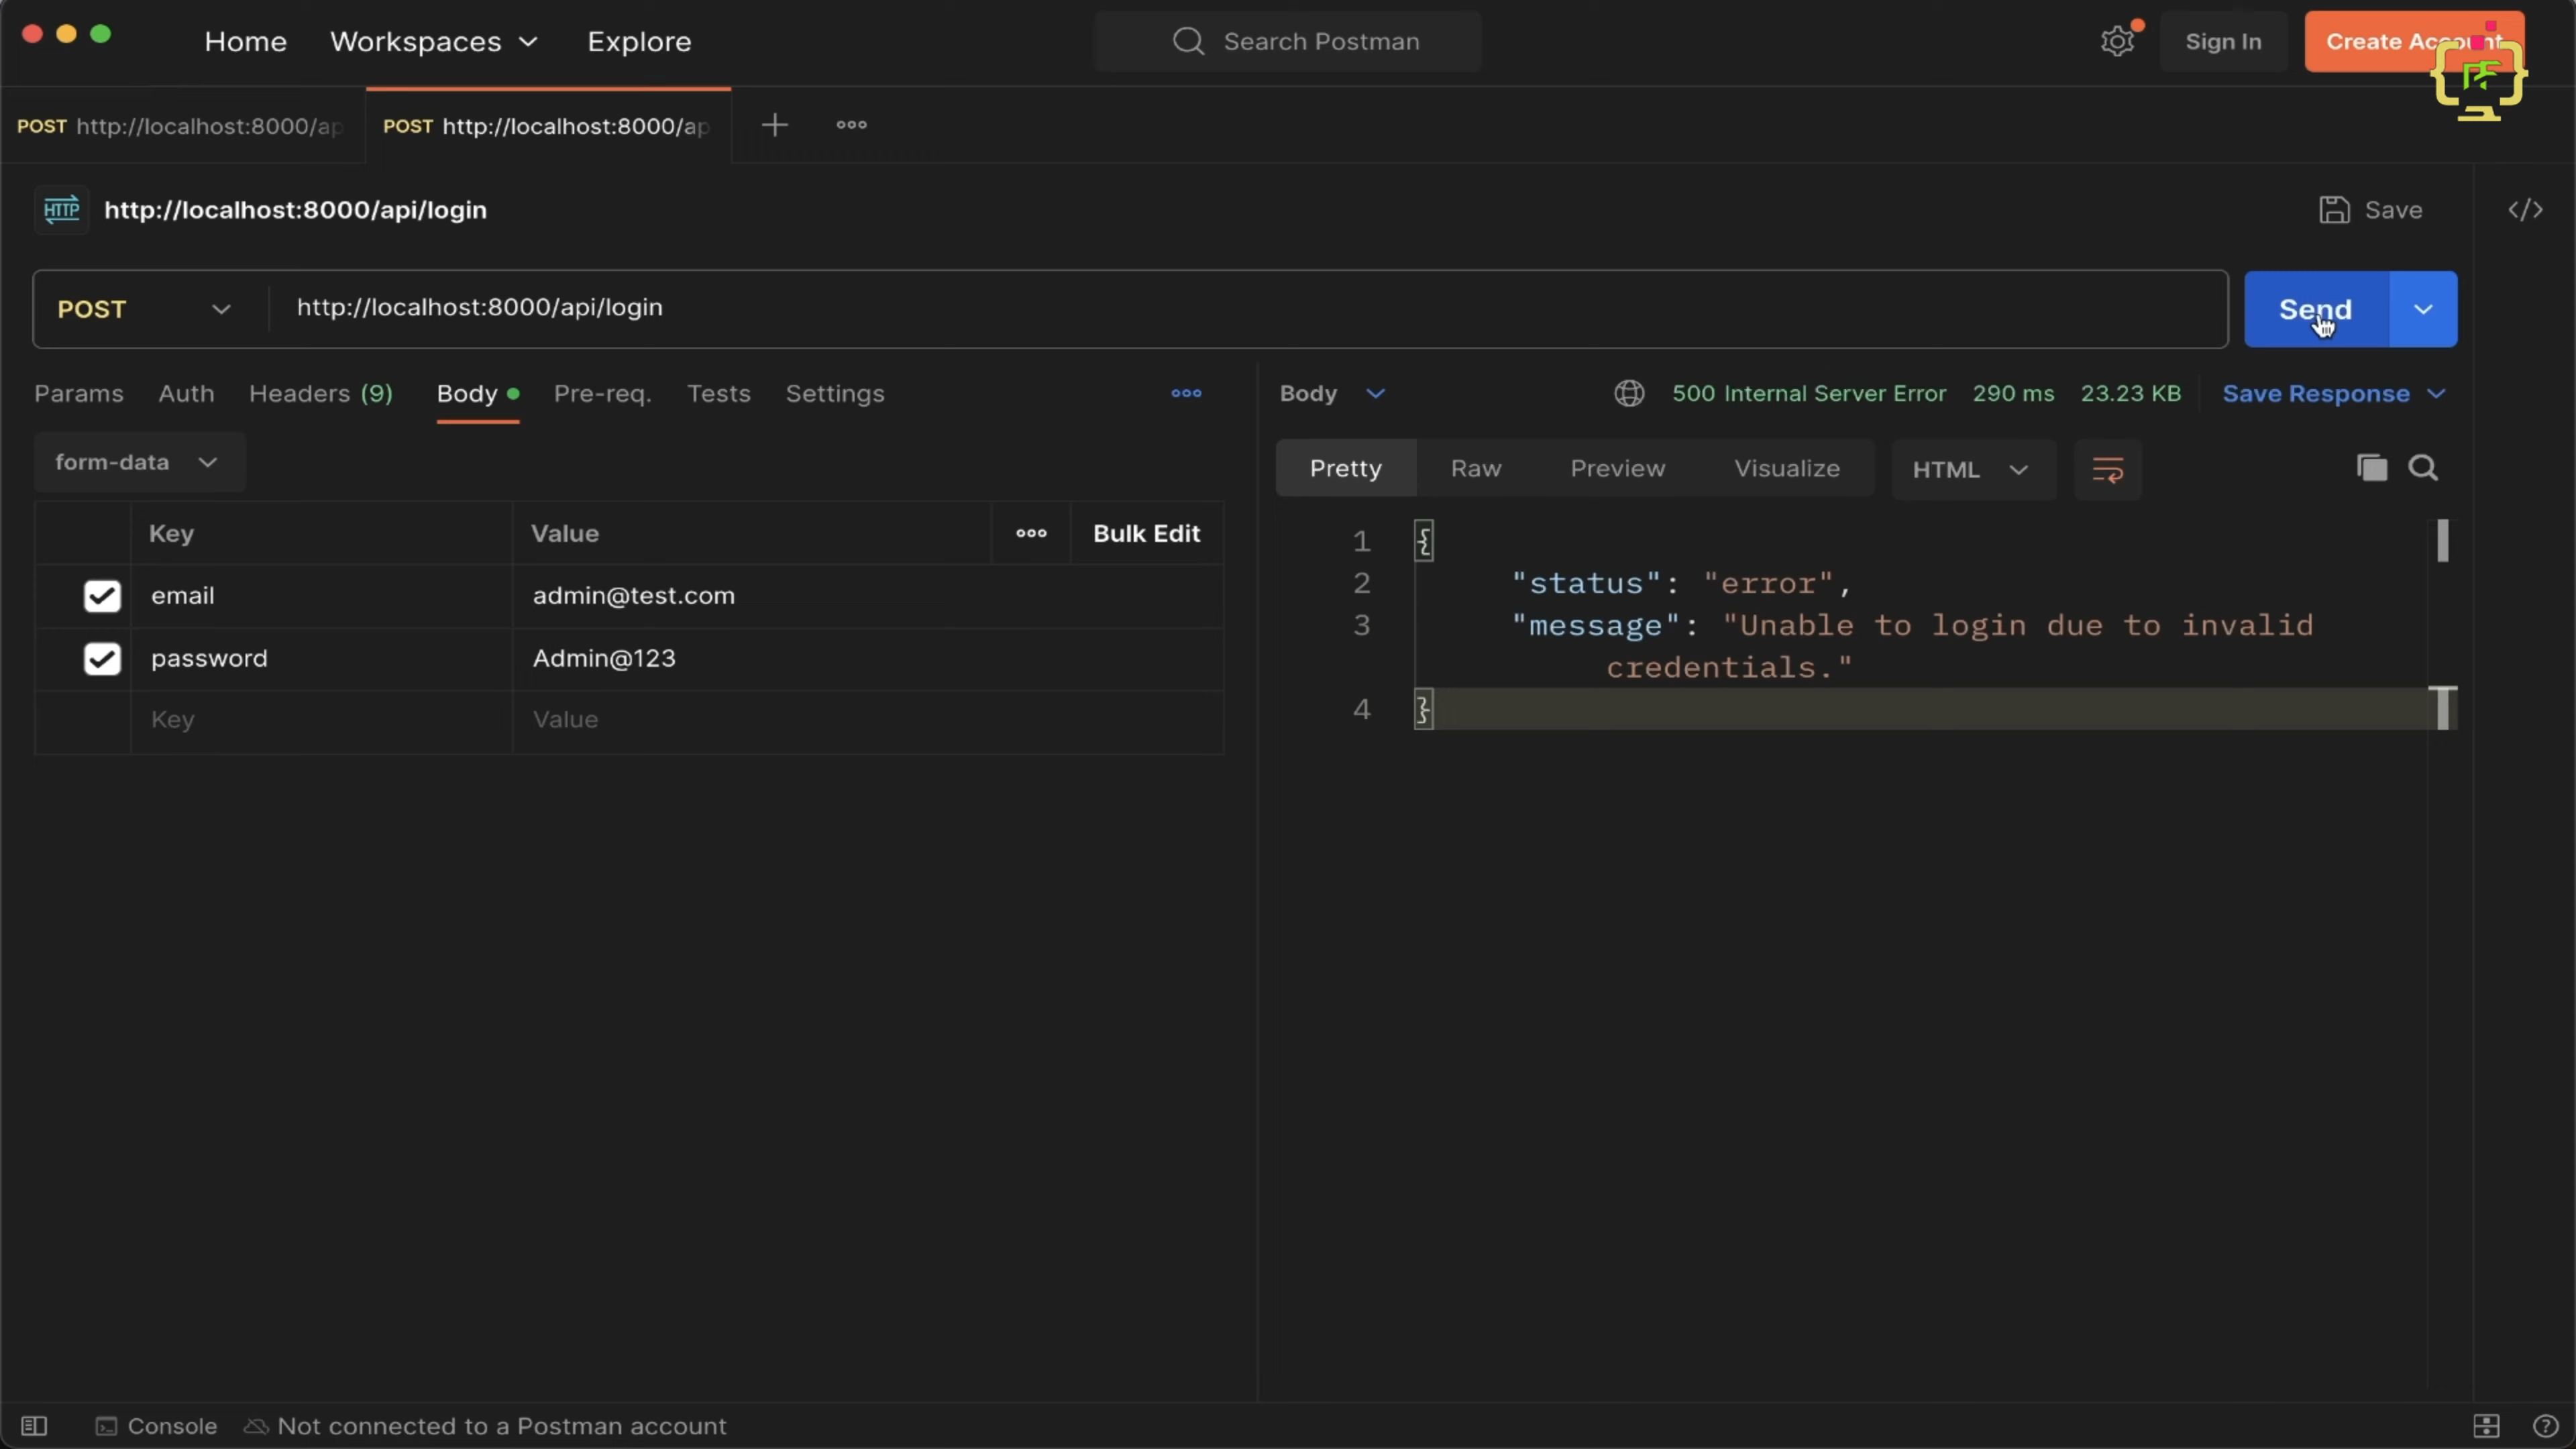 Home Workspaces Explore Search Postman Sign In Create Acco nt
POST http://localhost:8000/ap POST http://localhost:8000/ap
HTTP http://localhost:8000/api/login Save </>
POST http://localhost:8000/api/login Send
Params Auth Headers (9) Body Pre-req. Tests Settings
Body 500 Internal Server Error 290 ms 23.23 KB Save Response
form-data
Pretty Raw Preview Visualize HTML
Key Value Bulk Edit
email admin@test.com
password Admin@123
Key Value
1 {
2 "status": "error",
3 "message": "Unable to login due to invalid
credentials."
4 }
Console Not connected to a Postman account